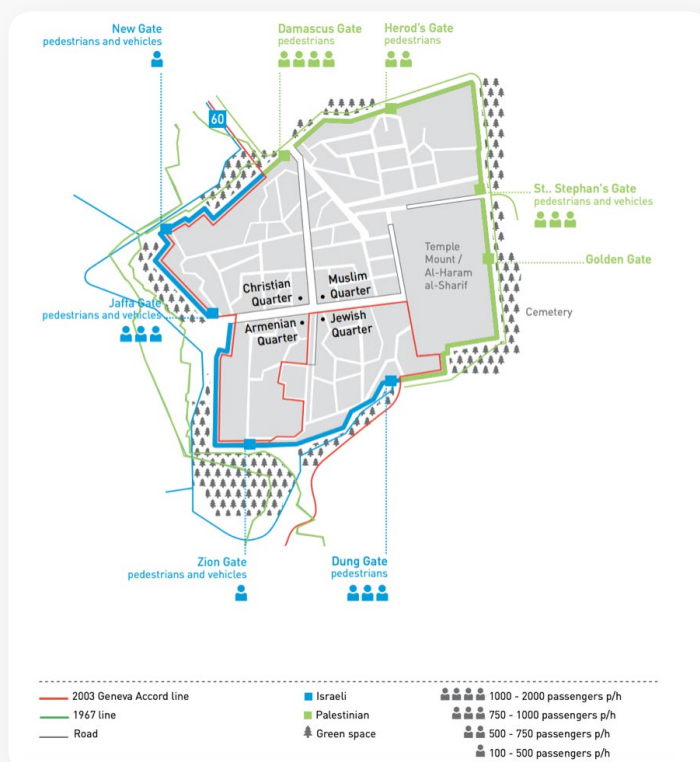 New Gate
pedestrians and vehicles
Damascus Gate
pedestrians
Herod's Gate
pedestrians
60
St.. Stephan's Gate
pedestrians and vehicles
Temple
Mount /
Al-Haram
al-Sharif
Golden Gate
Christian
Quarter
Muslim
Quarter
Jaffa Gate
pedestrians and vehicles
Armenian
Quarter
Jewish
Quarter
Cemetery
Zion Gate
pedestrians and vehicles
Dung Gate
pedestrians
2003 Geneva Accord line
1967 line
Road
Israeli
Palestinian
Green space
1000 - 2000 passengers p/h
750 - 1000 passengers p/h
500 - 750 passengers p/h
100 - 500 passengers p/h